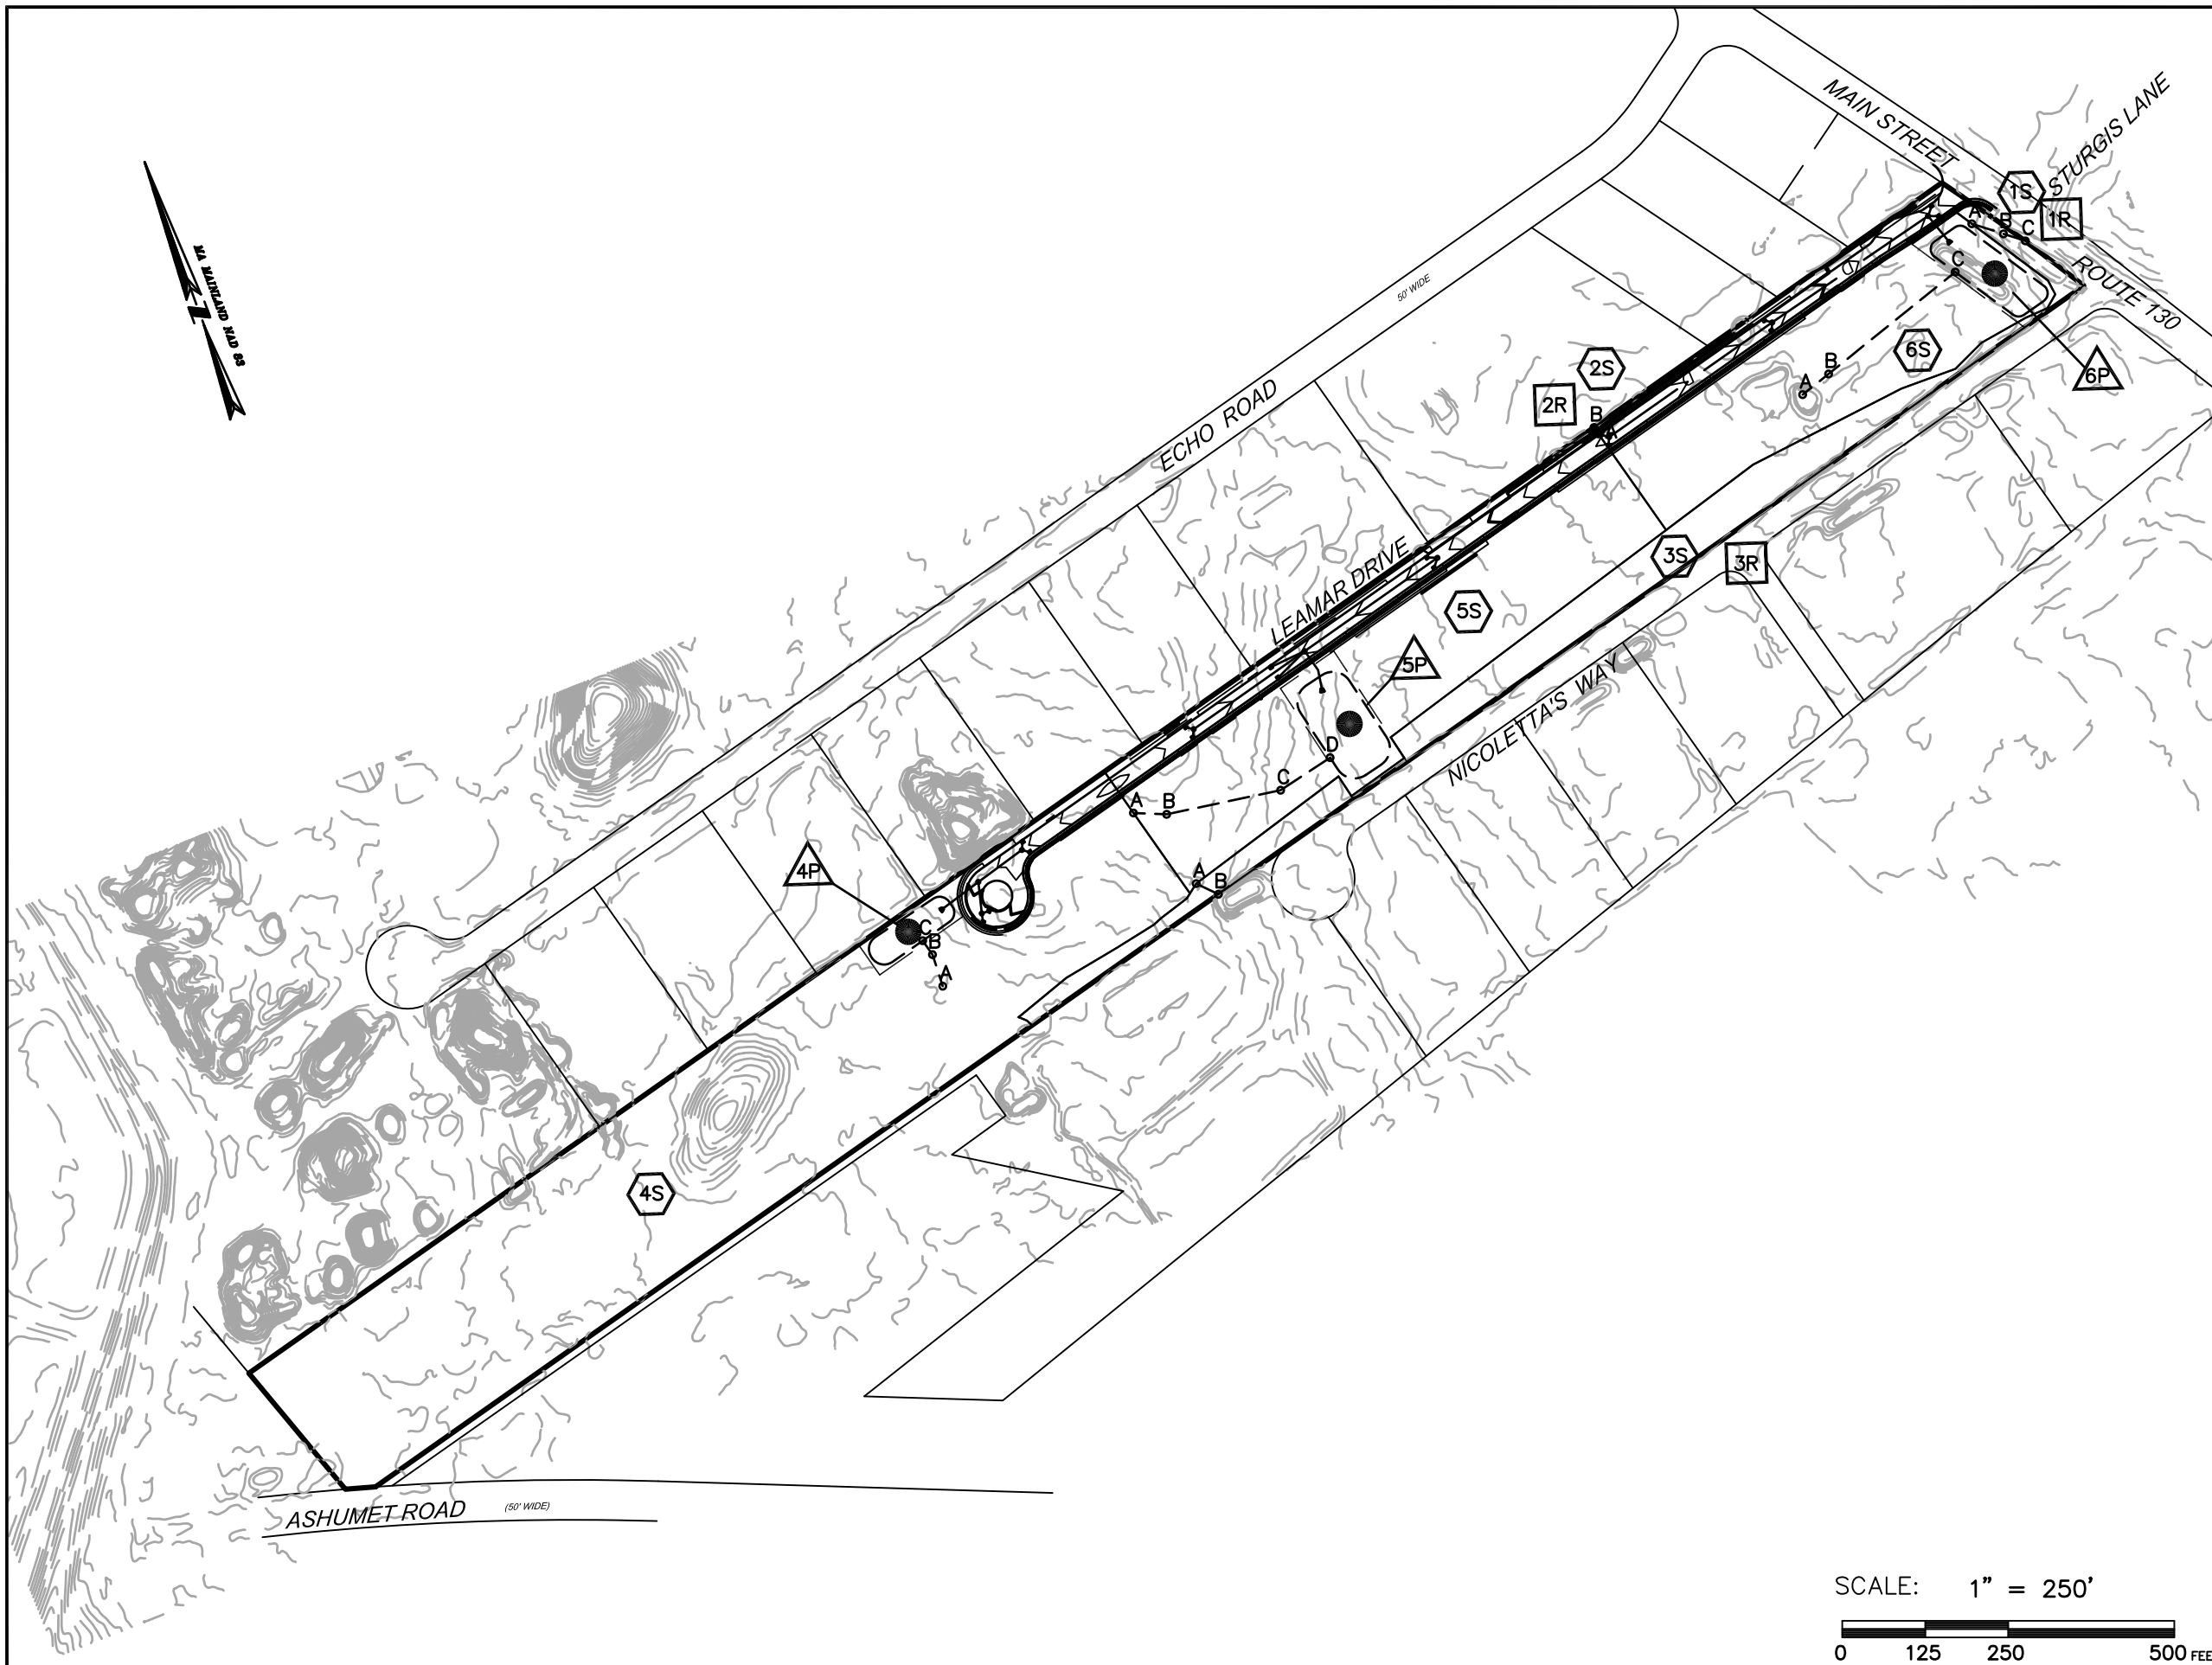 MAIN STREET
STURGIS LANE
1S
A
B
C
1R
MA MAINLAND NAD 83
N
ROUTE 130
C
50' WIDE
6S
6P
2S
B
A
2R
B
A
ECHO ROAD
3S
3R
LEAMAR DRIVE
5S
5P
NICOLETTA'S WAY
D
C
A
B
4P
A
B
C
B
A
4S
ASHUMET ROAD (50' WIDE)
SCALE: 1" = 250'
0 125 250 500 FEE